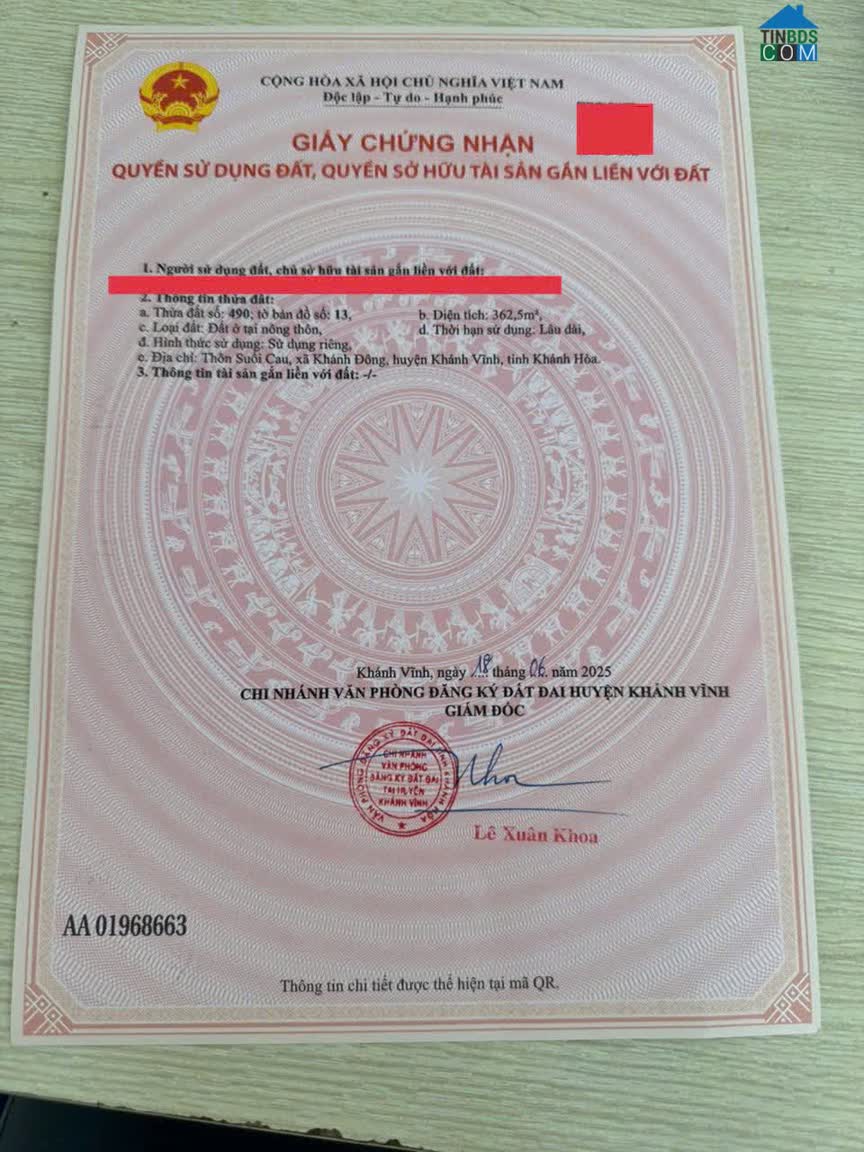 TINBDS
COM
CỘNG HÒA XÃ HỘI CHỦ NGHĨA VIỆT NAM
Độc lập - Tự do - Hạnh phúc
GIẤY CHỨNG NHẬN
QUYỀN SỬ DỤNG ĐẤT, QUYỀN SỞ HỮU TÀI SẢN GẮN LIỀN VỚI ĐẤT
1. Người sử dụng đất, chủ sở hữu tài sản gắn liền với đất:
2. Thông tin thửa đất:
a. Thửa đất số: 490; tờ bản đồ số: 13, b. Diện tích: 362,5m²,
c. Loại đất: Đất ở tại nông thôn, d. Thời hạn sử dụng: Lâu dài,
đ. Hình thức sử dụng: Sử dụng riêng,
e. Địa chỉ: Thôn Suối Cau, xã Khánh Đông, huyện Khánh Vĩnh, tỉnh Khánh Hòa.
3. Thông tin tài sản gắn liền với đất: -/-
Khánh Vĩnh, ngày 18 tháng 06. năm 2025
CHI NHÁNH VĂN PHÒNG ĐĂNG KÝ ĐẤT ĐAI HUYỆN KHÁNH VĨNH
GIÁM ĐỐC
CHI NHÁNH
VĂN PHÒNG
ĐĂNG KÝ ĐẤT ĐAI
TẠI HUYỆN
KHÁNH VĨNH
Lê Xuân Khoa
AA 01968663
Thông tin chi tiết được thể hiện tại mã QR.